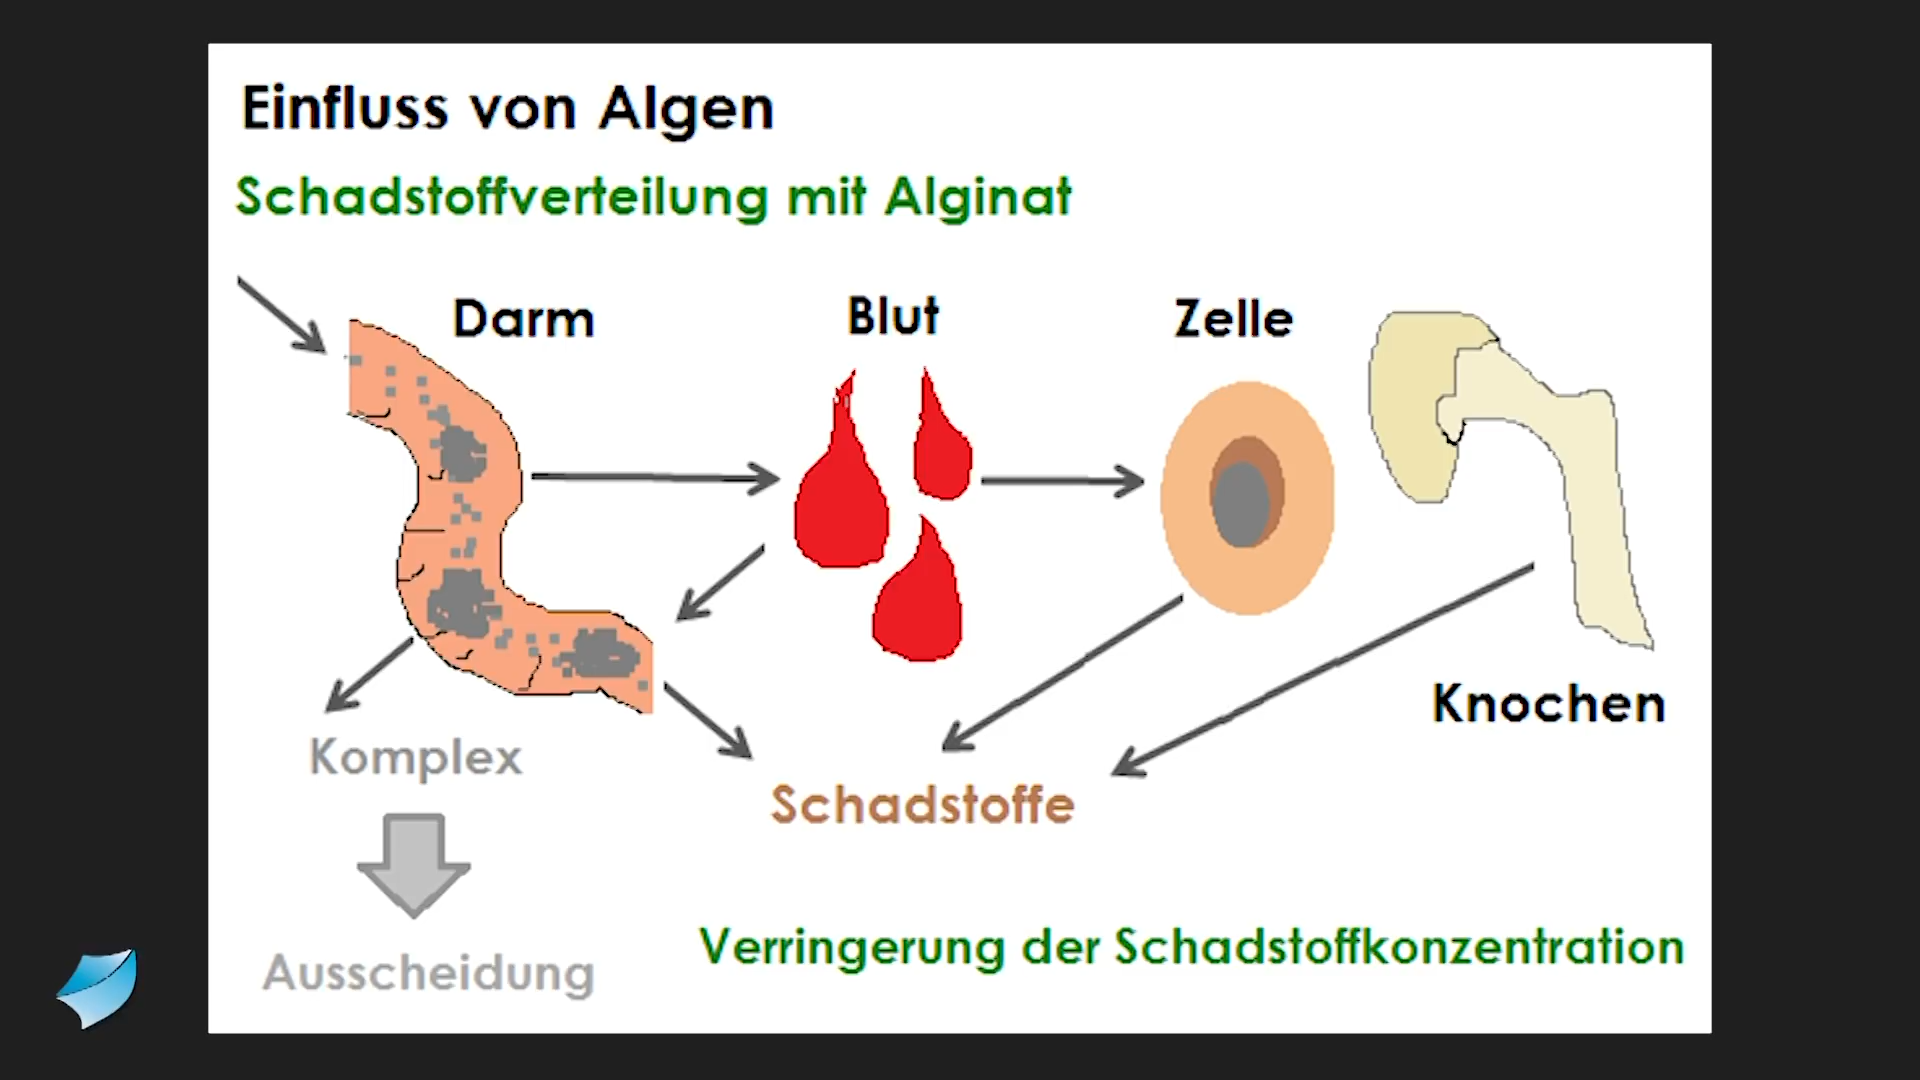 Einfluss von Algen
Schadstoffverteilung mit Alginat
Darm
Blut
Zelle
Knochen
Komplex
Schadstoffe
Verringerung der Schadstoffkonzentration
Ausscheidung